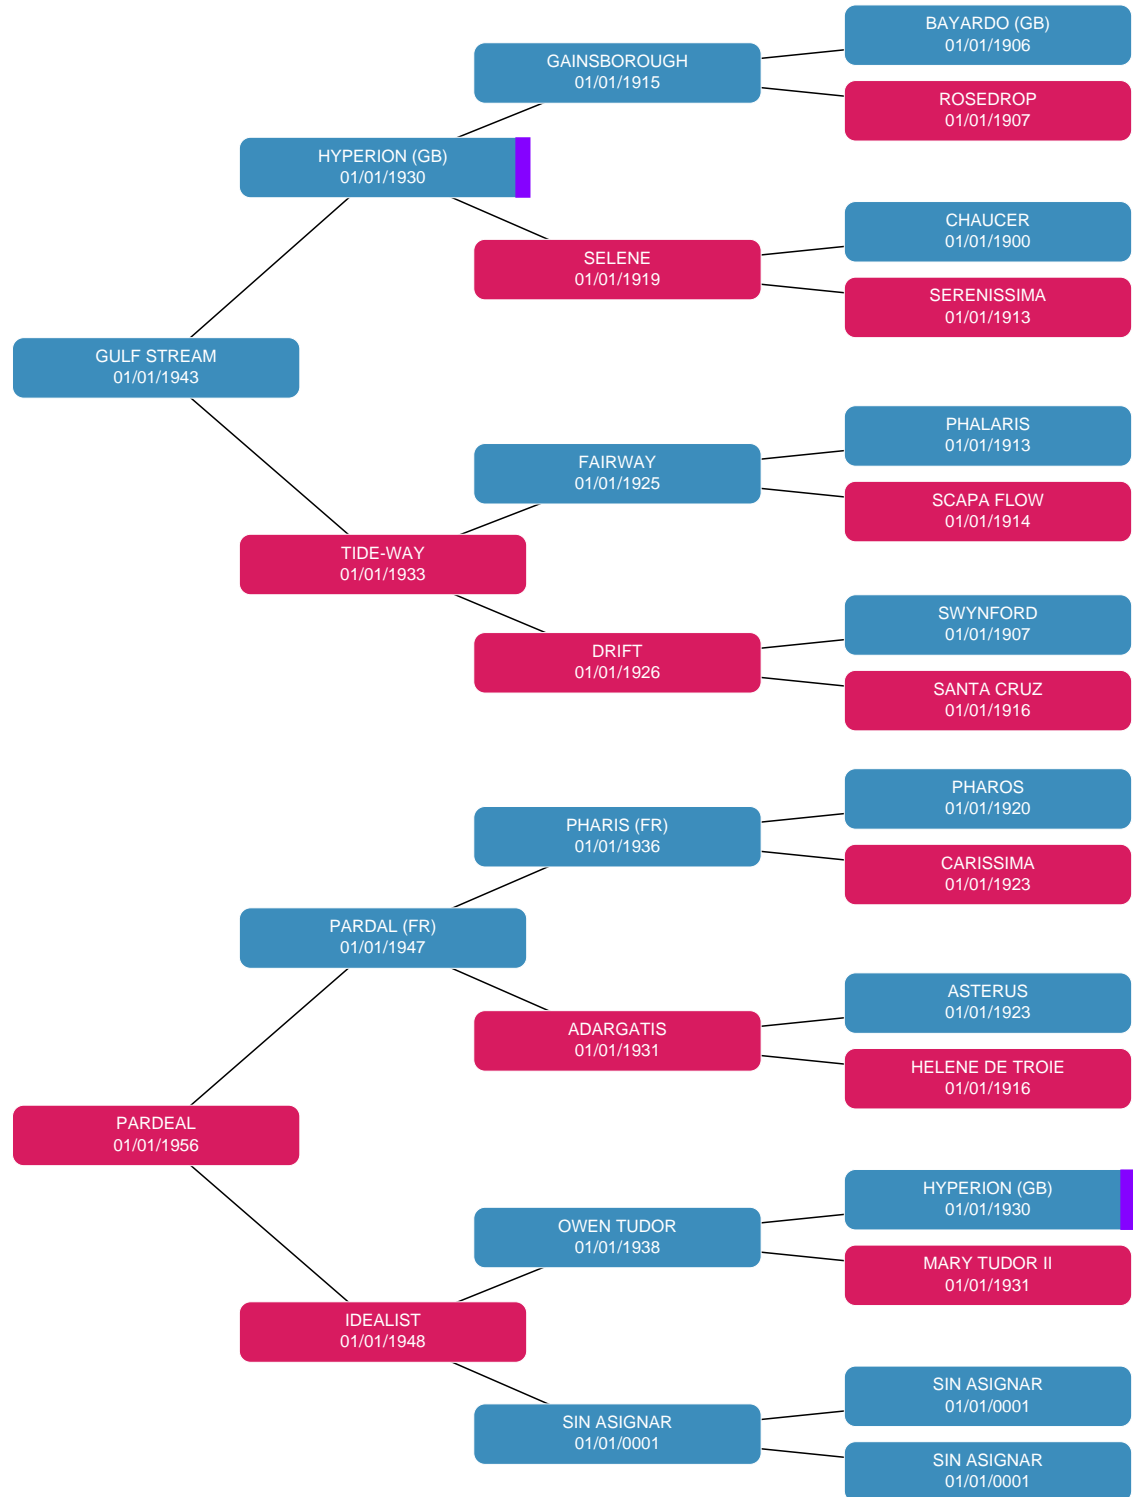 BAYARDO (GB)
01/01/1906
GAINSBOROUGH
01/01/1915
ROSEDROP
01/01/1907
HYPERION (GB)
01/01/1930
CHAUCER
01/01/1900
SELENE
01/01/1919
SERENISSIMA
01/01/1913
GULF STREAM
01/01/1943
PHALARIS
01/01/1913
FAIRWAY
01/01/1925
SCAPA FLOW
01/01/1914
TIDE-WAY
01/01/1933
SWYNFORD
01/01/1907
DRIFT
01/01/1926
SANTA CRUZ
01/01/1916
PHAROS
01/01/1920
PHARIS (FR)
01/01/1936
CARISSIMA
01/01/1923
PARDAL (FR)
01/01/1947
ASTERUS
01/01/1923
ADARGATIS
01/01/1931
HELENE DE TROIE
01/01/1916
PARDEAL
01/01/1956
HYPERION (GB)
01/01/1930
OWEN TUDOR
01/01/1938
MARY TUDOR II
01/01/1931
IDEALIST
01/01/1948
SIN ASIGNAR
01/01/0001
SIN ASIGNAR
01/01/0001
SIN ASIGNAR
01/01/0001